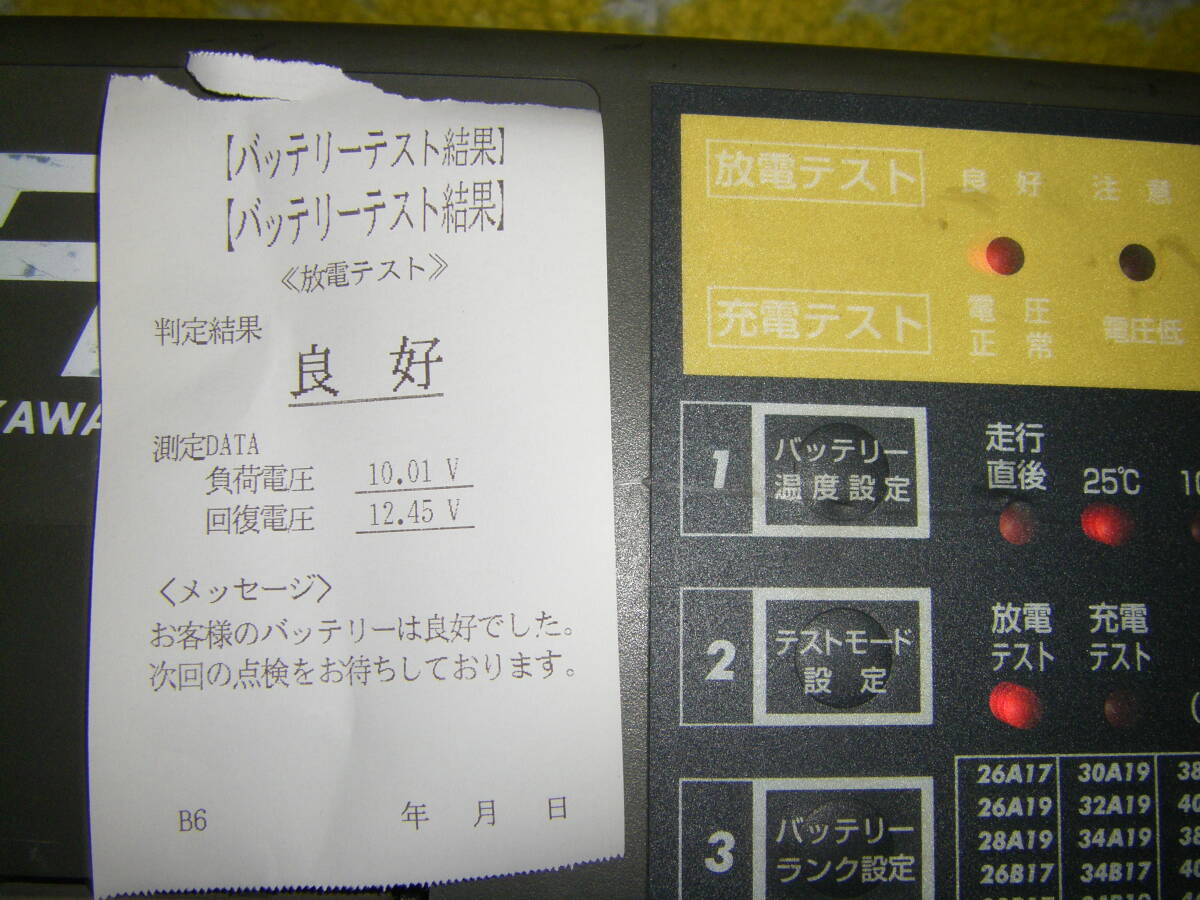 【バッテリーテスト結果】
【バッテリーテスト結果】
《放電テスト》
判定結果
良 好
測定DATA
負荷電圧 10.01 V
回復電圧 12.45 V
〈メッセージ〉
お客様のバッテリーは良好でした。
次回の点検をお待ちしております。
B6 年 月 日
KAWA
放電テスト 良 好 注 意
充電テスト 電 圧 正 常 電圧低
1 バッテリー
温度設定
走行
直後
25℃
10
2 テストモード
設 定
放電
テスト
充電
テスト
3 バッテリー
ランク設定
26A17 30A19 38
26A19 32A19 40
28A19 34A19 38
26B17 34B17 40